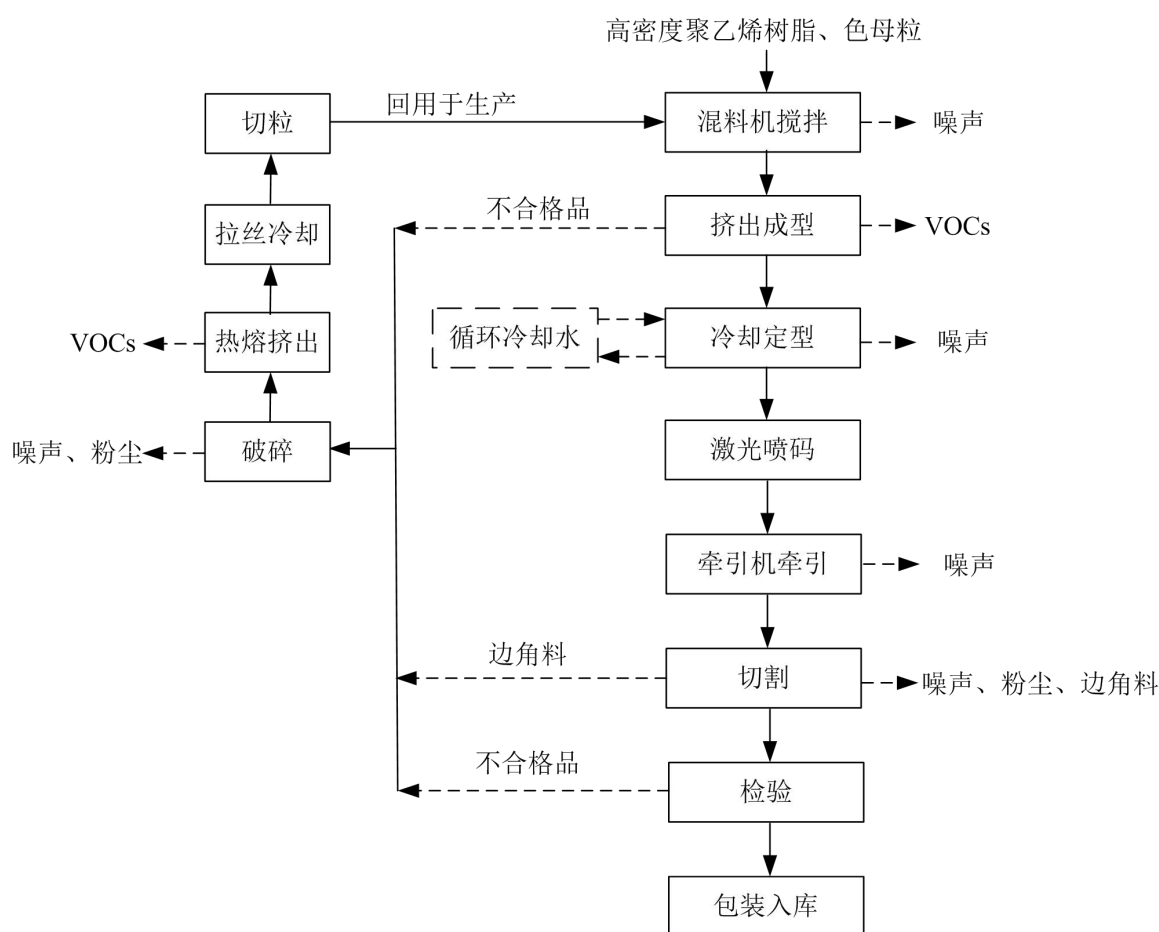 高密度聚乙烯树脂、色母粒
切粒
回用于生产
混料机搅拌
噪声
拉丝冷却
不合格品
挤出成型
VOCs
VOCs
热熔挤出
循环冷却水
冷却定型
噪声
噪声、粉尘
破碎
激光喷码
牵引机牵引
噪声
边角料
切割
噪声、粉尘、边角料
不合格品
检验
包装入库